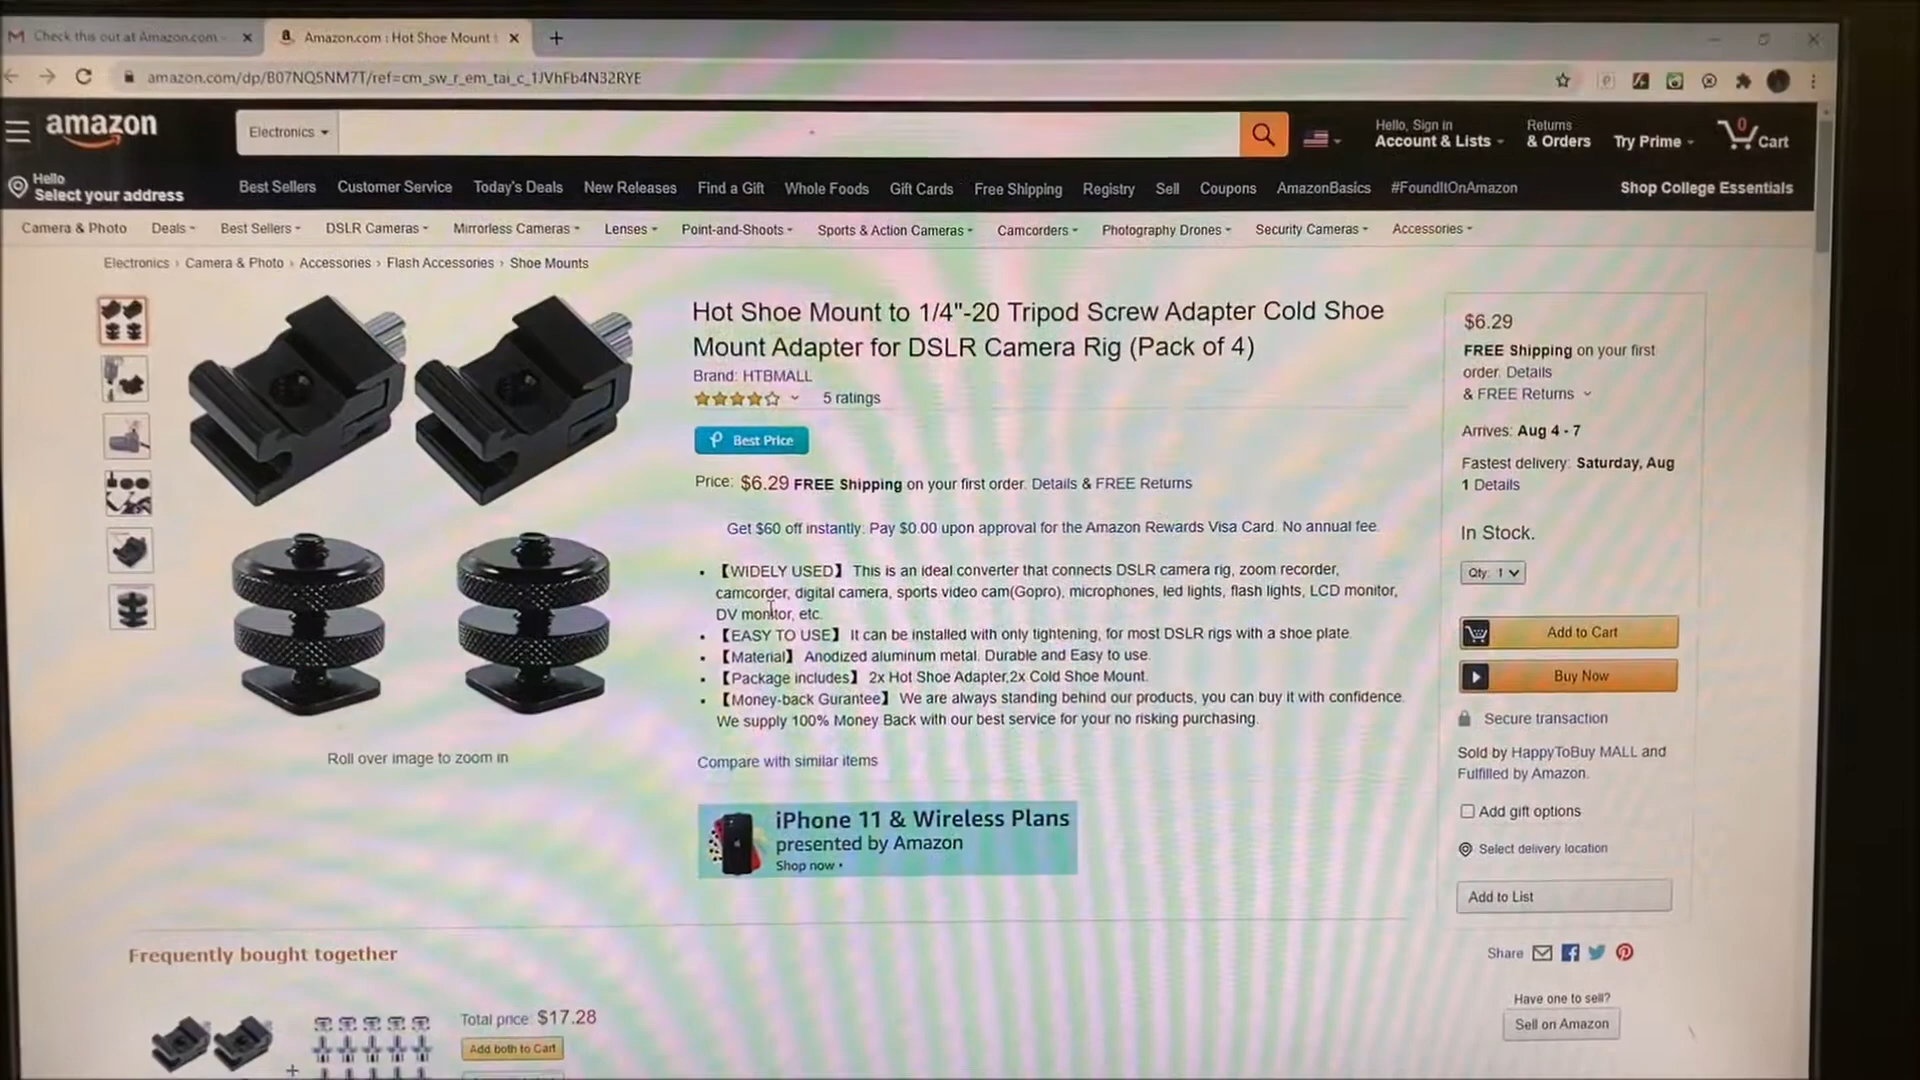 Check this out at Amazon.com
Amazon.com : Hot Shoe Mount
amazon.com/dp/B07NQ5NM7T/ref=cm_sw_r_em_tai_c_1JVhFb4N32RYE
amazon
Electronics
Hello, Sign in
Account & Lists
Returns
& Orders
Try Prime
0
Cart
Hello
Select your address
Best Sellers
Customer Service
Today's Deals
New Releases
Find a Gift
Whole Foods
Gift Cards
Free Shipping
Registry
Sell
Coupons
AmazonBasics
#FoundItOnAmazon
Shop College Essentials
Camera & Photo
Deals
Best Sellers
DSLR Cameras
Mirrorless Cameras
Lenses
Point-and-Shoots
Sports & Action Cameras
Camcorders
Photography Drones
Security Cameras
Accessories
Electronics › Camera & Photo › Accessories › Flash Accessories › Shoe Mounts
Roll over image to zoom in
Hot Shoe Mount to 1/4"-20 Tripod Screw Adapter Cold Shoe
Mount Adapter for DSLR Camera Rig (Pack of 4)
Brand: HTBMALL
5 ratings
Best Price
Price: $6.29 FREE Shipping on your first order. Details & FREE Returns
Get $60 off instantly: Pay $0.00 upon approval for the Amazon Rewards Visa Card. No annual fee.
• 【WIDELY USED】 This is an ideal converter that connects DSLR camera rig, zoom recorder,
camcorder, digital camera, sports video cam(Gopro), microphones, led lights, flash lights, LCD monitor,
DV monitor, etc.
• 【EASY TO USE】 It can be installed with only tightening, for most DSLR rigs with a shoe plate.
• 【Material】 Anodized aluminum metal. Durable and Easy to use.
• 【Package includes】 2x Hot Shoe Adapter,2x Cold Shoe Mount.
• 【Money-back Gurantee】 We are always standing behind our products, you can buy it with confidence.
We supply 100% Money Back with our best service for your no risking purchasing.
Compare with similar items
iPhone 11 & Wireless Plans
presented by Amazon
Shop now
$6.29
FREE Shipping on your first
order. Details
& FREE Returns
Arrives: Aug 4 - 7
Fastest delivery: Saturday, Aug
1 Details
In Stock.
Qty: 1
Add to Cart
Buy Now
Secure transaction
Sold by HappyToBuy MALL and
Fulfilled by Amazon.
Add gift options
Select delivery location
Add to List
Share
Have one to sell?
Sell on Amazon
Frequently bought together
Total price: $17.28
Add both to Cart